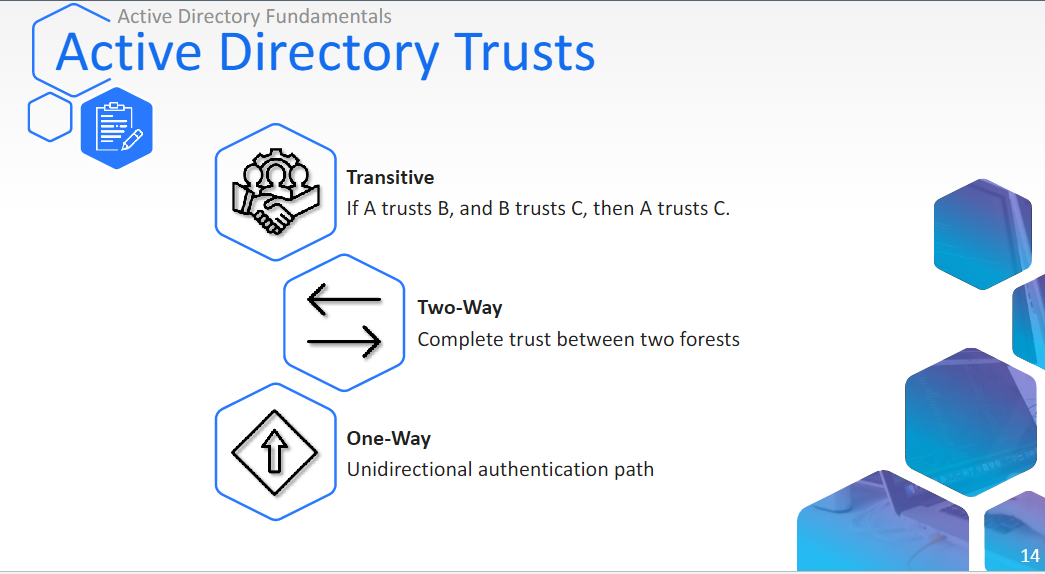 Active Directory Fundamentals
Active Directory Trusts
Transitive
If A trusts B, and B trusts C, then A trusts C.
Two-Way
Complete trust between two forests
One-Way
Unidirectional authentication path
14